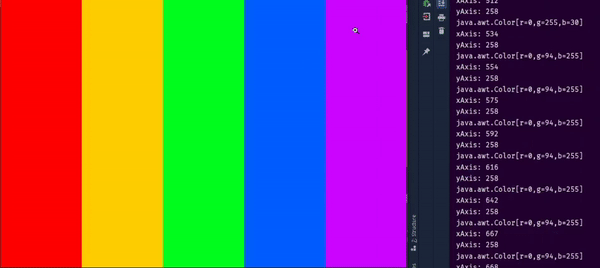 xAxis: 512
yAxis: 258
java.awt.Color[r=0,g=255,b=30]
xAxis: 534
yAxis: 258
java.awt.Color[r=0,g=94,b=255]
xAxis: 554
yAxis: 258
java.awt.Color[r=0,g=94,b=255]
xAxis: 575
yAxis: 258
java.awt.Color[r=0,g=94,b=255]
xAxis: 592
yAxis: 258
java.awt.Color[r=0,g=94,b=255]
xAxis: 616
yAxis: 258
java.awt.Color[r=0,g=94,b=255]
xAxis: 642
yAxis: 258
java.awt.Color[r=0,g=94,b=255]
xAxis: 667
yAxis: 258
java.awt.Color[r=0,g=94,b=255]
xAxis: 668
Z: Structure